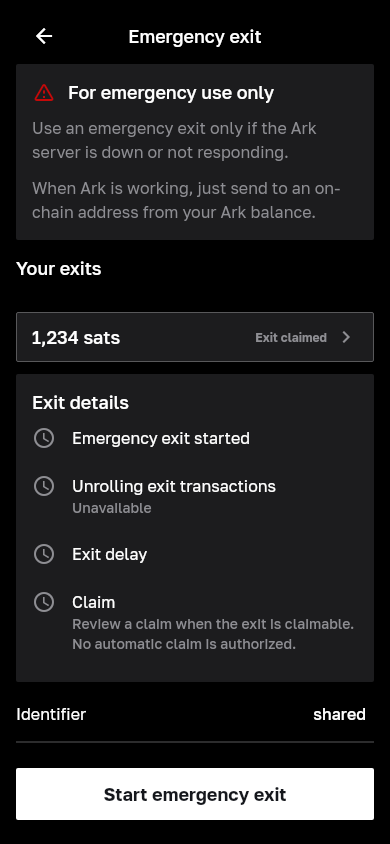 Emergency exit
For emergency use only
Use an emergency exit only if the Ark
server is down or not responding.
When Ark is working, just send to an on-
chain address from your Ark balance.
Your exits
1,234 sats
Exit claimed
Exit details
Emergency exit started
Unrolling exit transactions
Unavailable
Exit delay
Claim
Review a claim when the exit is claimable.
No automatic claim is authorized.
Identifier
shared
Start emergency exit